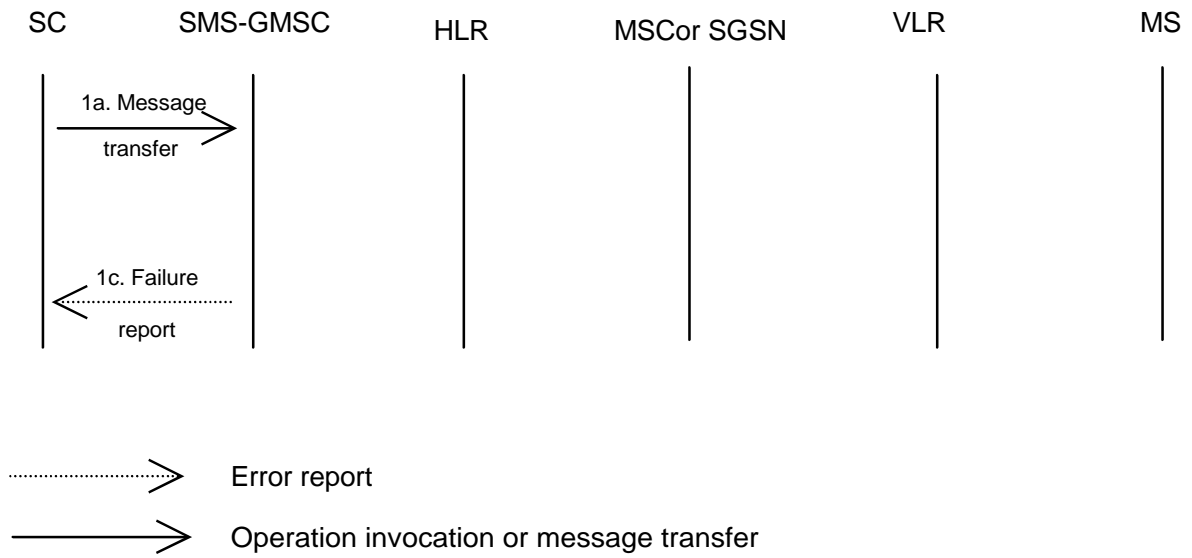 SC SMS-GMSC HLR MSCor SGSN VLR MS
1a. Message
transfer
1c. Failure
report
Error report
Operation invocation or message transfer